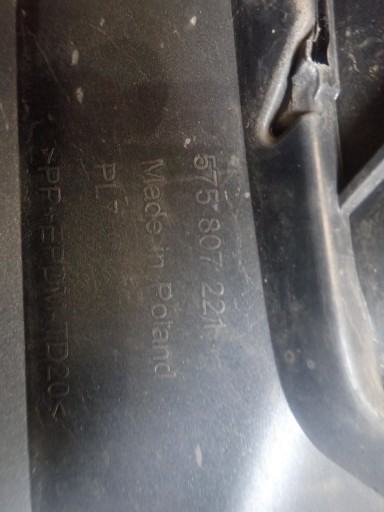 575 807 221
Made in Poland
PL
>PP+EPDM-TD20<